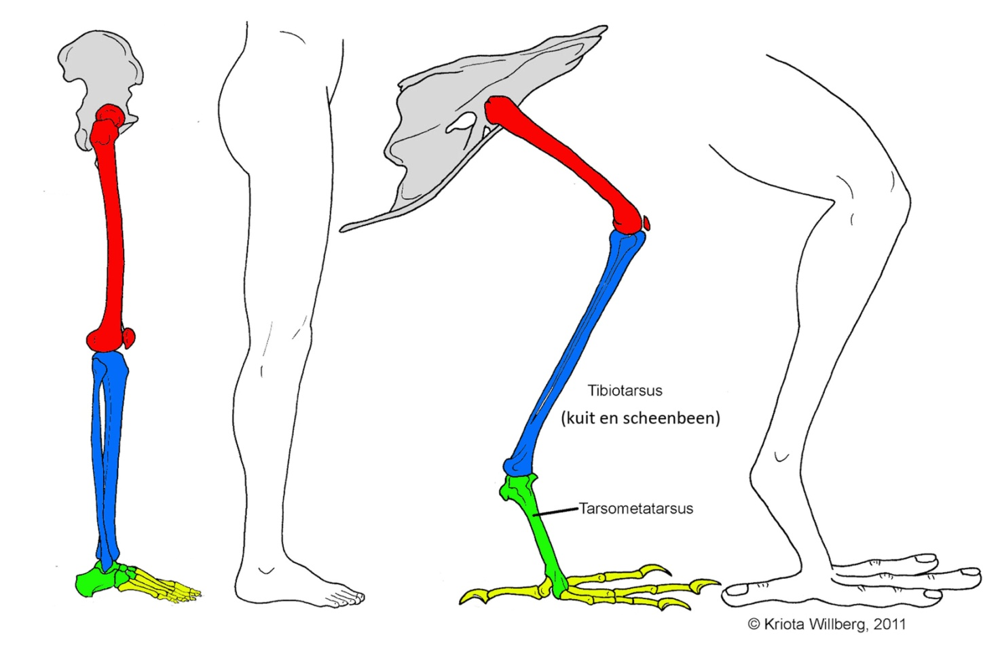 Tibiotarsus
(kuit en scheenbeen)
Tarsometatarsus
© Kriota Willberg, 2011